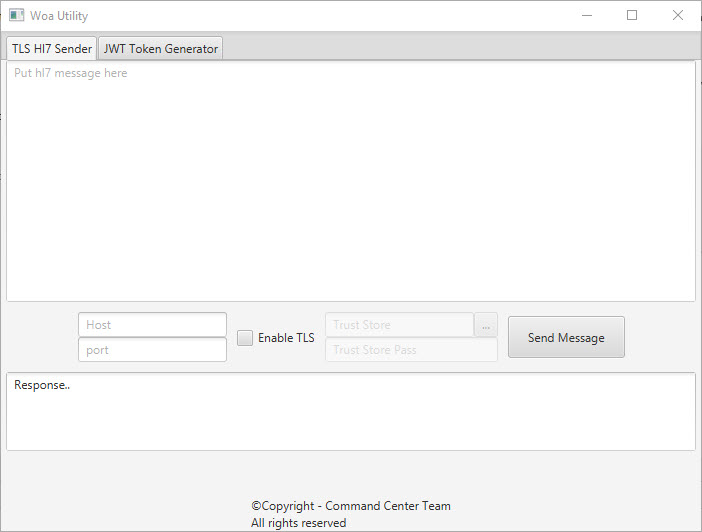 Woa Utility
TLS Hl7 Sender JWT Token Generator
Put hl7 message here
Host
port
Enable TLS
Trust Store ...
Trust Store Pass
Send Message
Response..
©Copyright - Command Center Team
All rights reserved